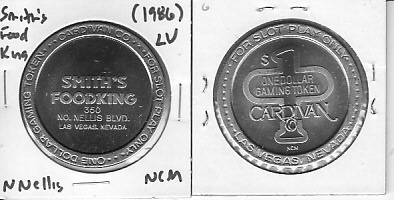 Smith's
Food
King
(1986)
LV
CARDIVAN CO. · FOR SLOT PLAY ONLY · ONE DOLLAR GAMING TOKEN ·
SMITH'S
FOODKING
350
NO. NELLIS BLVD.
LAS VEGAS, NEVADA
N Nellis
NCM
· FOR SLOT PLAY ONLY ·
$1
ONE DOLLAR
GAMING TOKEN
CARDIVAN
C
NCM
LAS VEGAS, NEVADA